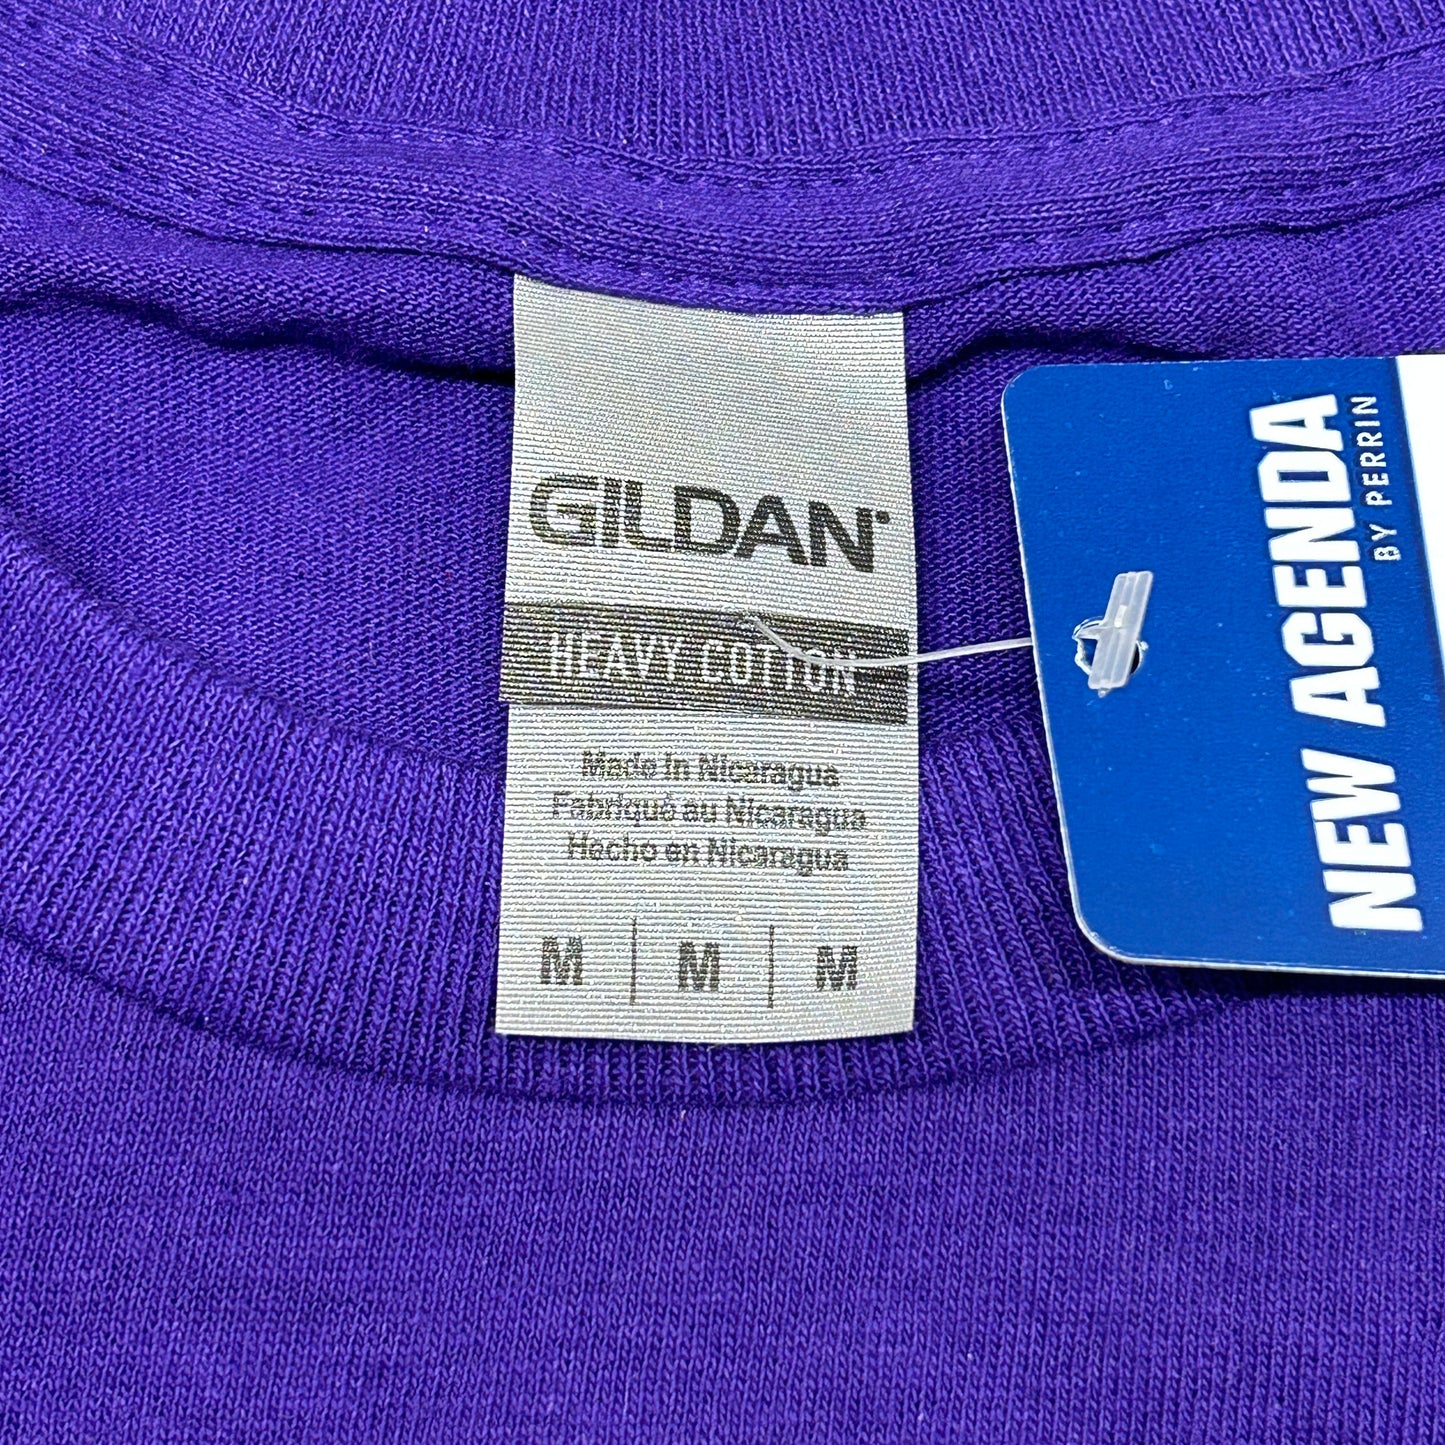 GILDAN
HEAVY COTTON
Made in Nicaragua
Fabriqué au Nicaragua
Hecho en Nicaragua
M | M | M
NEW AGENDA
BY PERRIN